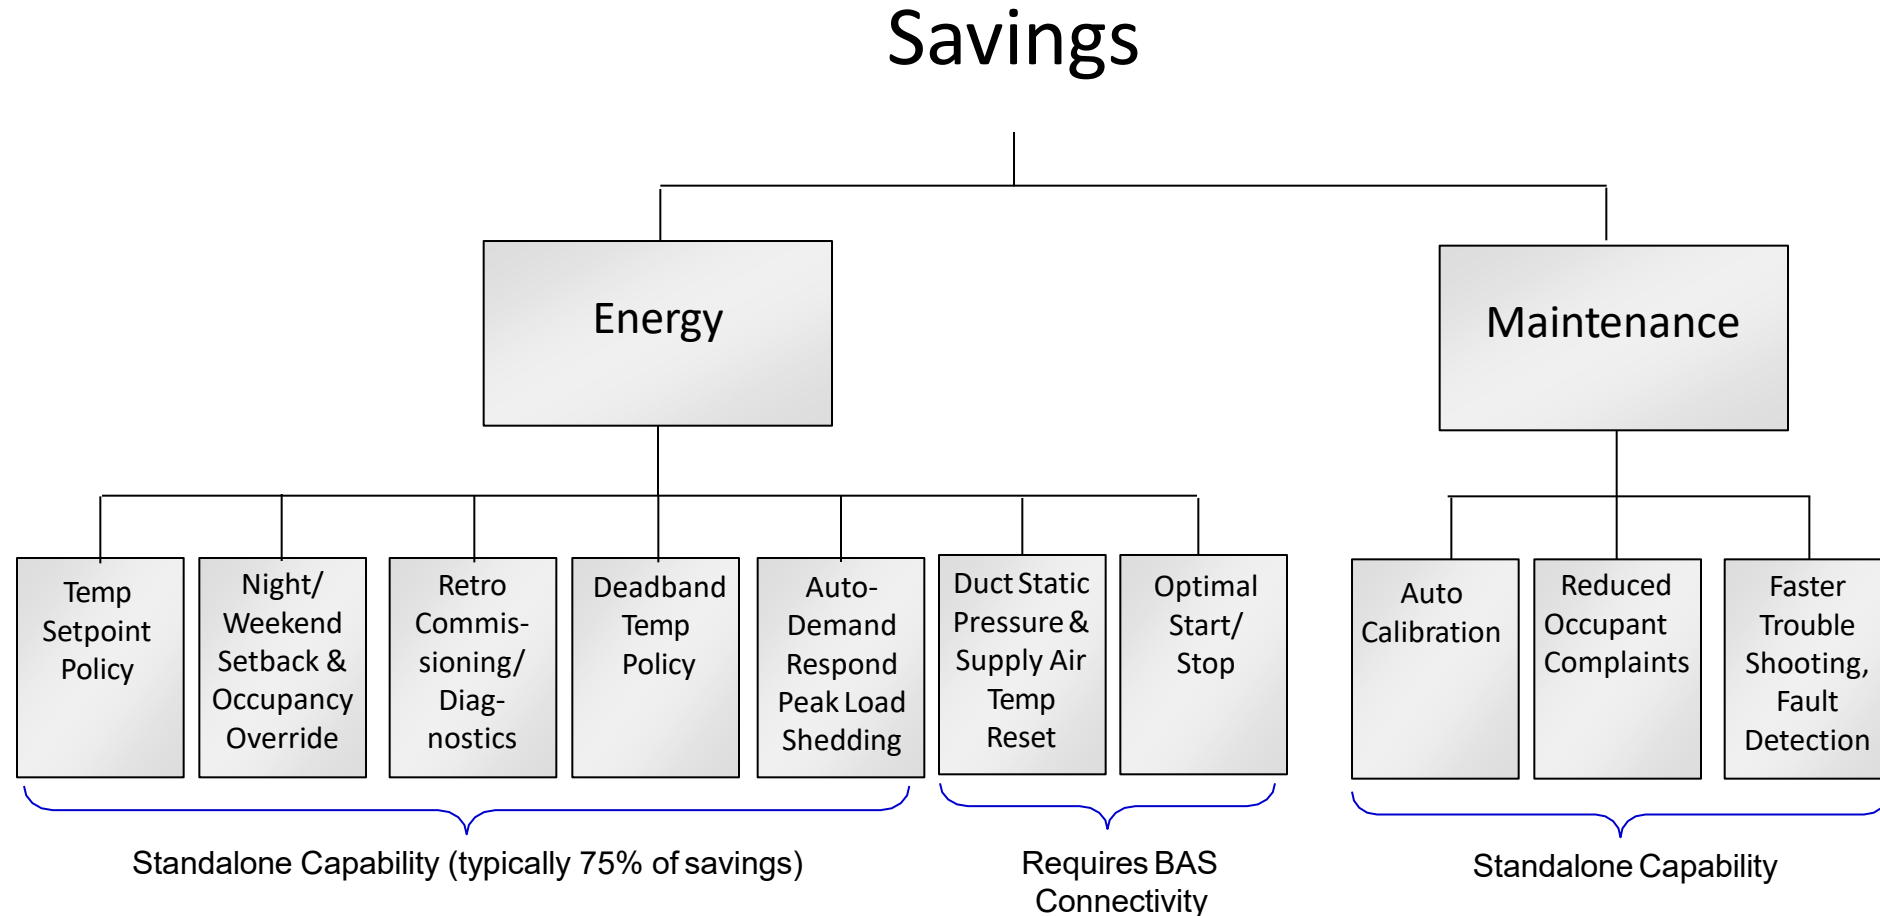 Savings
Energy
Maintenance
Temp
Setpoint
Policy
Night/
Weekend
Setback &
Occupancy
Override
Retro
Commis-
sioning/
Diag-
nostics
Deadband
Temp
Policy
Auto-
Demand
Respond
Peak Load
Shedding
Duct Static
Pressure &
Supply Air
Temp
Reset
Optimal
Start/
Stop
Auto
Calibration
Reduced
Occupant
Complaints
Faster
Trouble
Shooting,
Fault
Detection
Standalone Capability (typically 75% of savings)
Requires BAS
Connectivity
Standalone Capability